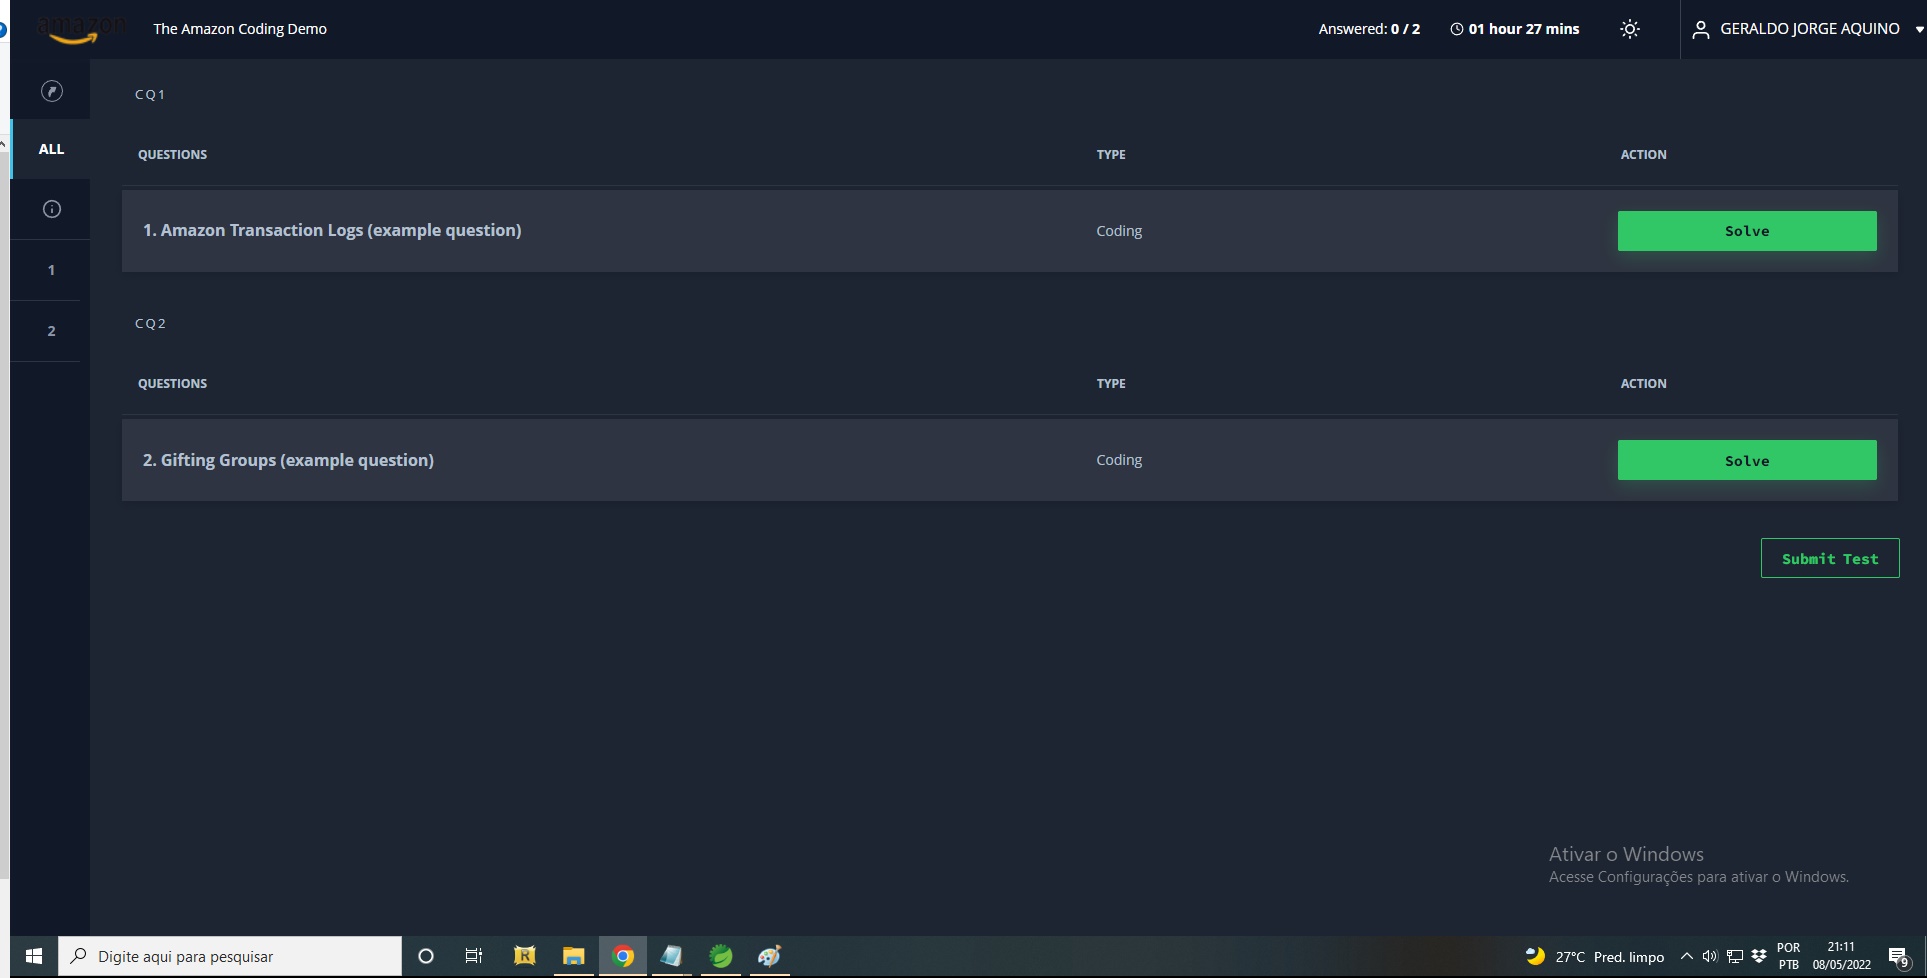 amazon
The Amazon Coding Demo
Answered: 0 / 2
01 hour 27 mins
GERALDO JORGE AQUINO
CQ1
ALL
QUESTIONS TYPE ACTION
1. Amazon Transaction Logs (example question) Coding Solve
1
CQ2
2
QUESTIONS TYPE ACTION
2. Gifting Groups (example question) Coding Solve
Submit Test
Ativar o Windows
Acesse Configurações para ativar o Windows.
Digite aqui para pesquisar
R
27°C Pred. limpo
POR
PTB
21:11
08/05/2022
9